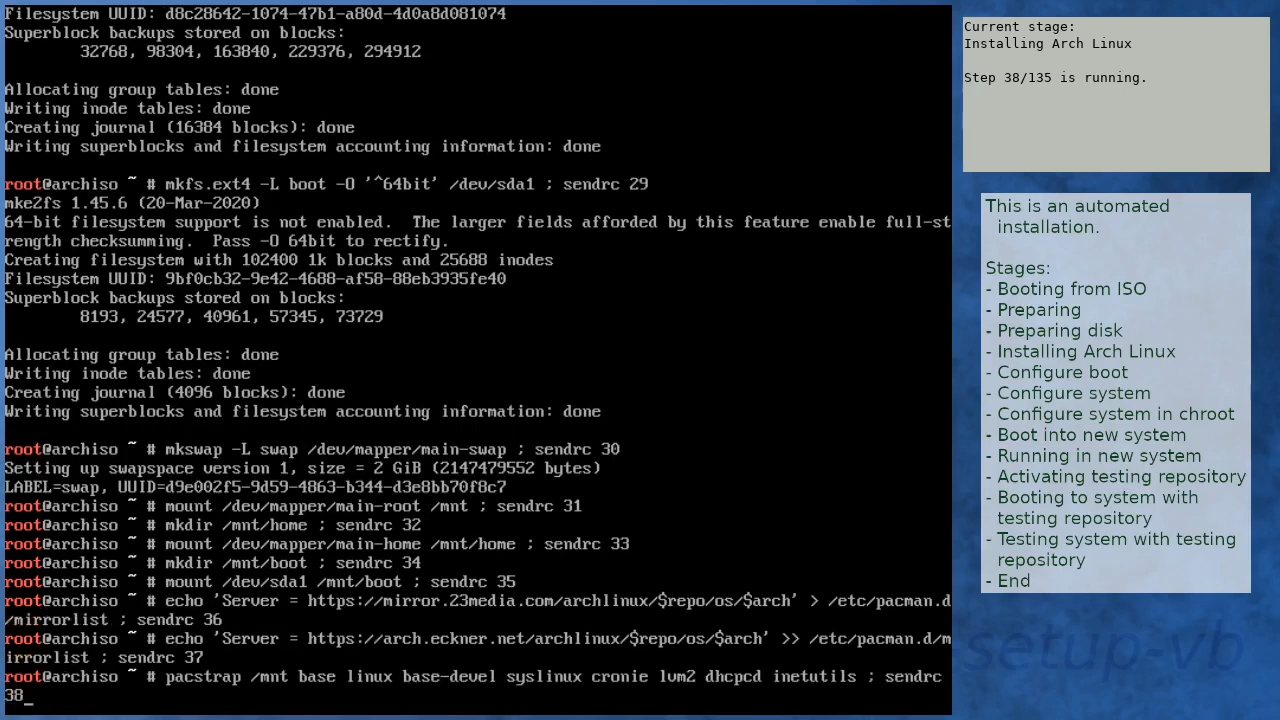 Filesystem UUID: d8c28642-1074-47b1-a80d-4d0a8d081074
Superblock backups stored on blocks:
        32768, 98304, 163840, 229376, 294912

Allocating group tables: done
Writing inode tables: done
Creating journal (16384 blocks): done
Writing superblocks and filesystem accounting information: done

root@archiso ~ # mkfs.ext4 -L boot -O '^64bit' /dev/sda1 ; sendrc 29
mke2fs 1.45.6 (20-Mar-2020)
64-bit filesystem support is not enabled.  The larger fields afforded by this feature enable full-st
rength checksumming.  Pass -O 64bit to rectify.
Creating filesystem with 102400 1k blocks and 25688 inodes
Filesystem UUID: 9bf0cb32-9e42-4688-af58-88eb3935fe40
Superblock backups stored on blocks:
        8193, 24577, 40961, 57345, 73729

Allocating group tables: done
Writing inode tables: done
Creating journal (4096 blocks): done
Writing superblocks and filesystem accounting information: done

root@archiso ~ # mkswap -L swap /dev/mapper/main-swap ; sendrc 30
Setting up swapspace version 1, size = 2 GiB (2147479552 bytes)
LABEL=swap, UUID=d9e002f5-9d59-4863-b344-d3e8bb70f8c7
root@archiso ~ # mount /dev/mapper/main-root /mnt ; sendrc 31
root@archiso ~ # mkdir /mnt/home ; sendrc 32
root@archiso ~ # mount /dev/mapper/main-home /mnt/home ; sendrc 33
root@archiso ~ # mkdir /mnt/boot ; sendrc 34
root@archiso ~ # mount /dev/sda1 /mnt/boot ; sendrc 35
root@archiso ~ # echo 'Server = https://mirror.23media.com/archlinux/$repo/os/$arch' > /etc/pacman.d
/mirrorlist ; sendrc 36
root@archiso ~ # echo 'Server = https://arch.eckner.net/archlinux/$repo/os/$arch' >> /etc/pacman.d/m
irrorlist ; sendrc 37
root@archiso ~ # pacstrap /mnt base linux base-devel syslinux cronie lvm2 dhcpcd inetutils ; sendrc
38_
Current stage:
Installing Arch Linux

Step 38/135 is running.
This is an automated
installation.

Stages:
- Booting from ISO
- Preparing
- Preparing disk
- Installing Arch Linux
- Configure boot
- Configure system
- Configure system in chroot
- Boot into new system
- Running in new system
- Activating testing repository
- Booting to system with
testing repository
- Testing system with testing
repository
- End
setup-vb